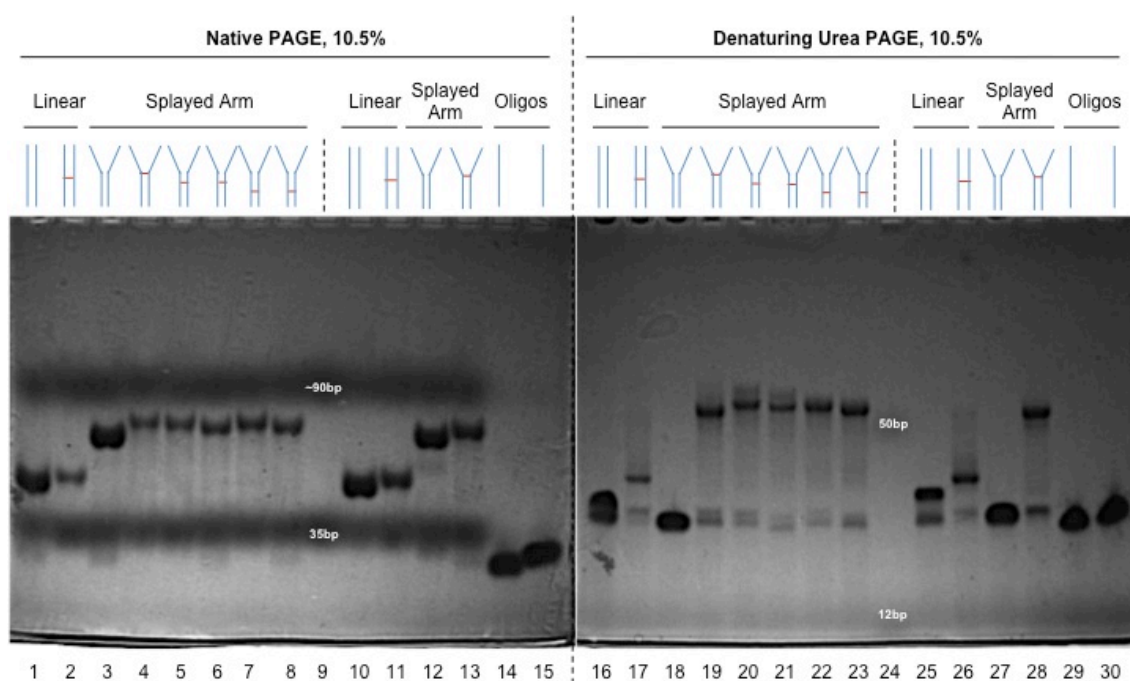 Native PAGE, 10.5%
Denaturing Urea PAGE, 10.5%
Linear Splayed Arm Linear Splayed Arm Oligos
Linear Splayed Arm Linear Splayed Arm Oligos
~90bp
50bp
35bp
12bp
1 2 3 4 5 6 7 8 9 10 11 12 13 14 15 16 17 18 19 20 21 22 23 24 25 26 27 28 29 30